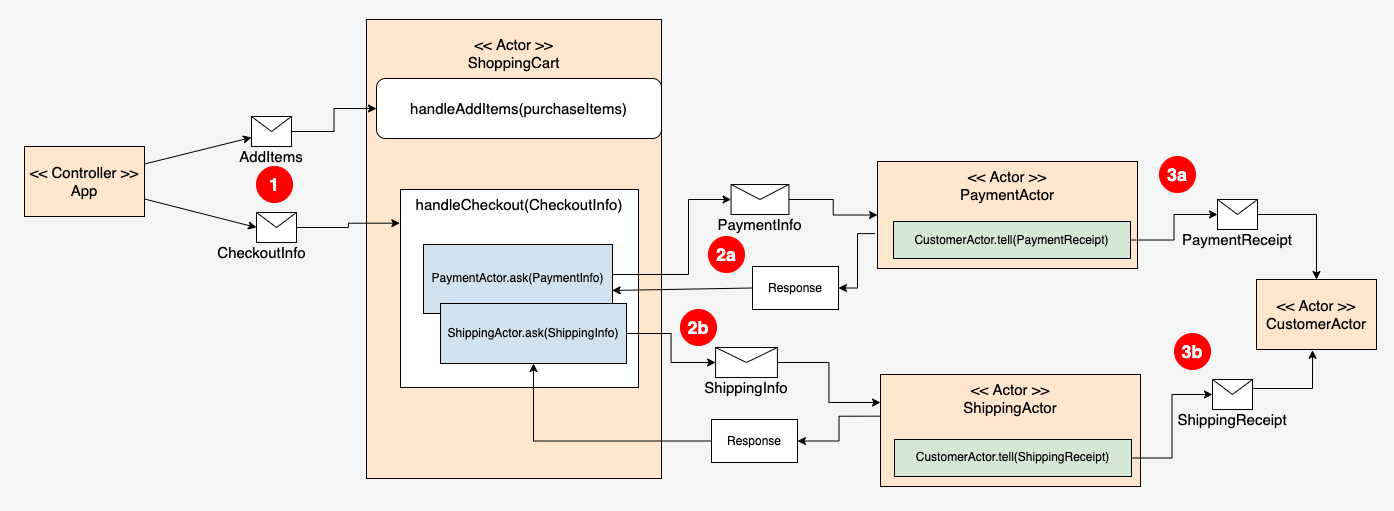 << Controller >>
App
AddItems
1
CheckoutInfo
<< Actor >>
ShoppingCart
handleAddItems(purchaseItems)
handleCheckout(CheckoutInfo)
PaymentActor.ask(PaymentInfo)
ShippingActor.ask(ShippingInfo)
PaymentInfo
2a
Response
2b
ShippingInfo
Response
<< Actor >>
PaymentActor
CustomerActor.tell(PaymentReceipt)
<< Actor >>
ShippingActor
CustomerActor.tell(ShippingReceipt)
3a
PaymentReceipt
<< Actor >>
CustomerActor
3b
ShippingReceipt